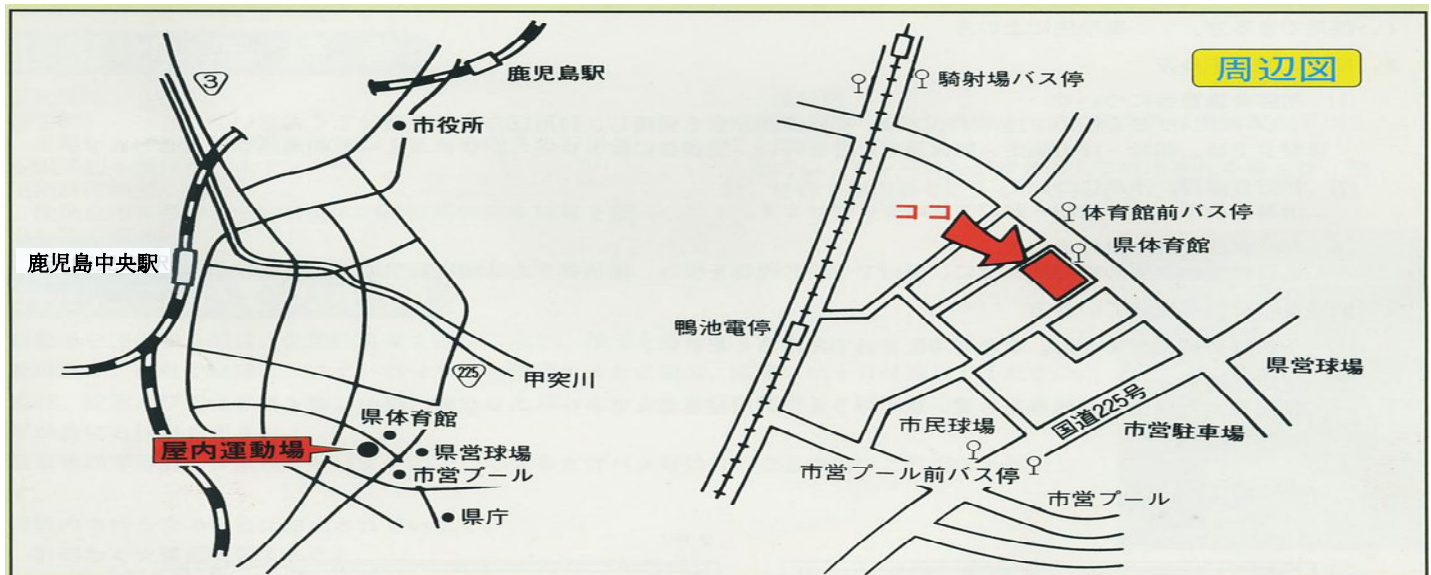 3
鹿児島駅
市役所
鹿児島中央駅
225
甲突川
県体育館
屋内運動場
県営球場
市営プール
県庁
周辺図
騎射場バス停
ココ
体育館前バス停
県体育館
鴨池電停
県営球場
国道225号
市民球場
市営駐車場
市営プール前バス停
市営プール